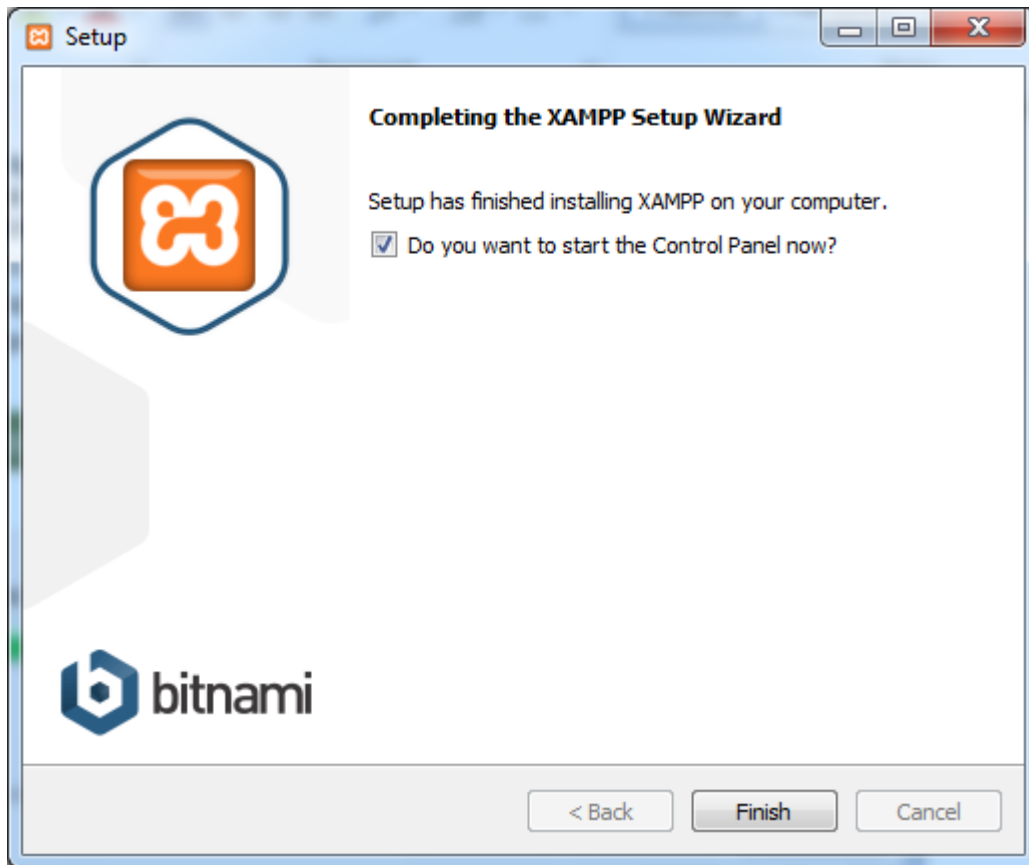 Setup
Completing the XAMPP Setup Wizard
Setup has finished installing XAMPP on your computer.
Do you want to start the Control Panel now?
bitnami
< Back
Finish
Cancel